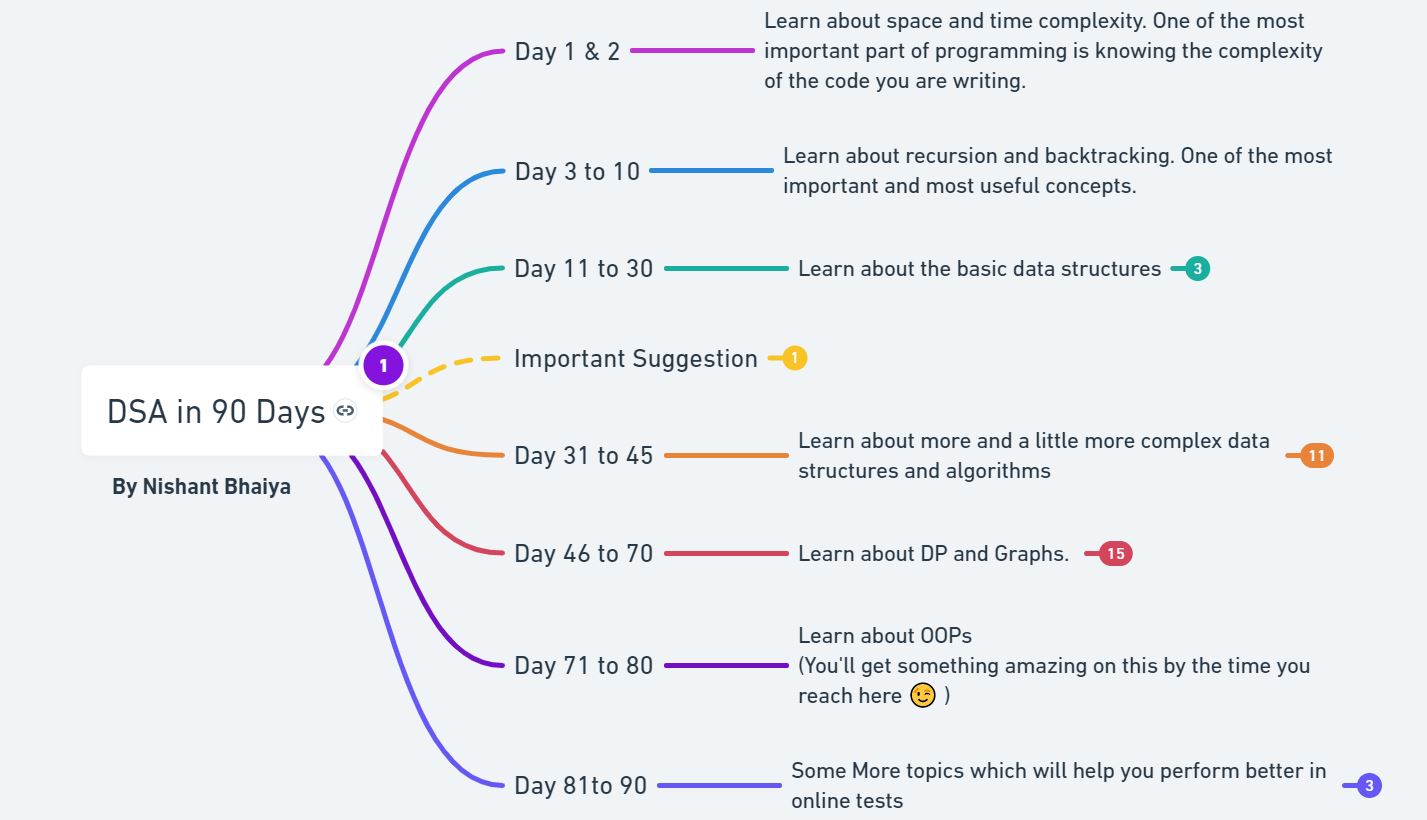 Day 1 & 2
Learn about space and time complexity. One of the most
important part of programming is knowing the complexity
of the code you are writing.
Day 3 to 10
Learn about recursion and backtracking. One of the most
important and most useful concepts.
Day 11 to 30
Learn about the basic data structures
3
Important Suggestion
1
1
DSA in 90 Days
By Nishant Bhaiya
Day 31 to 45
Learn about more and a little more complex data
structures and algorithms
11
Day 46 to 70
Learn about DP and Graphs.
15
Day 71 to 80
Learn about OOPs
(You'll get something amazing on this by the time you
reach here 😉 )
Day 81to 90
Some More topics which will help you perform better in
online tests
3